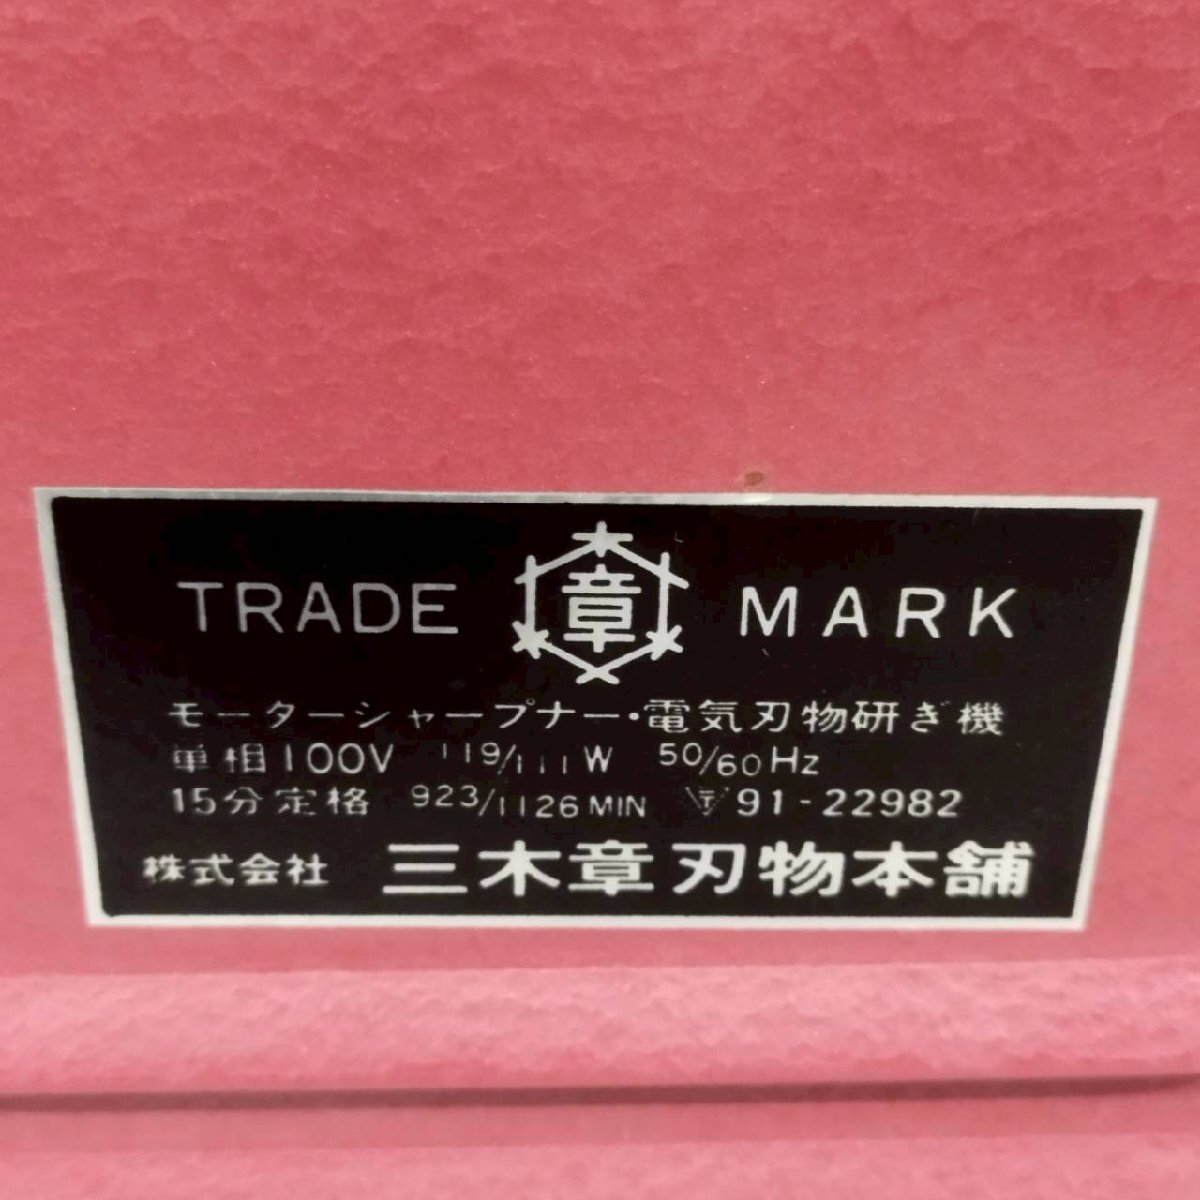 TRADE 章 MARK
モーターシャープナー・電気刃物研ぎ機
単相100V 119/111W 50/60Hz
15分定格 923/1126MIN 〒91-22982
株式会社 三木章刃物本舗